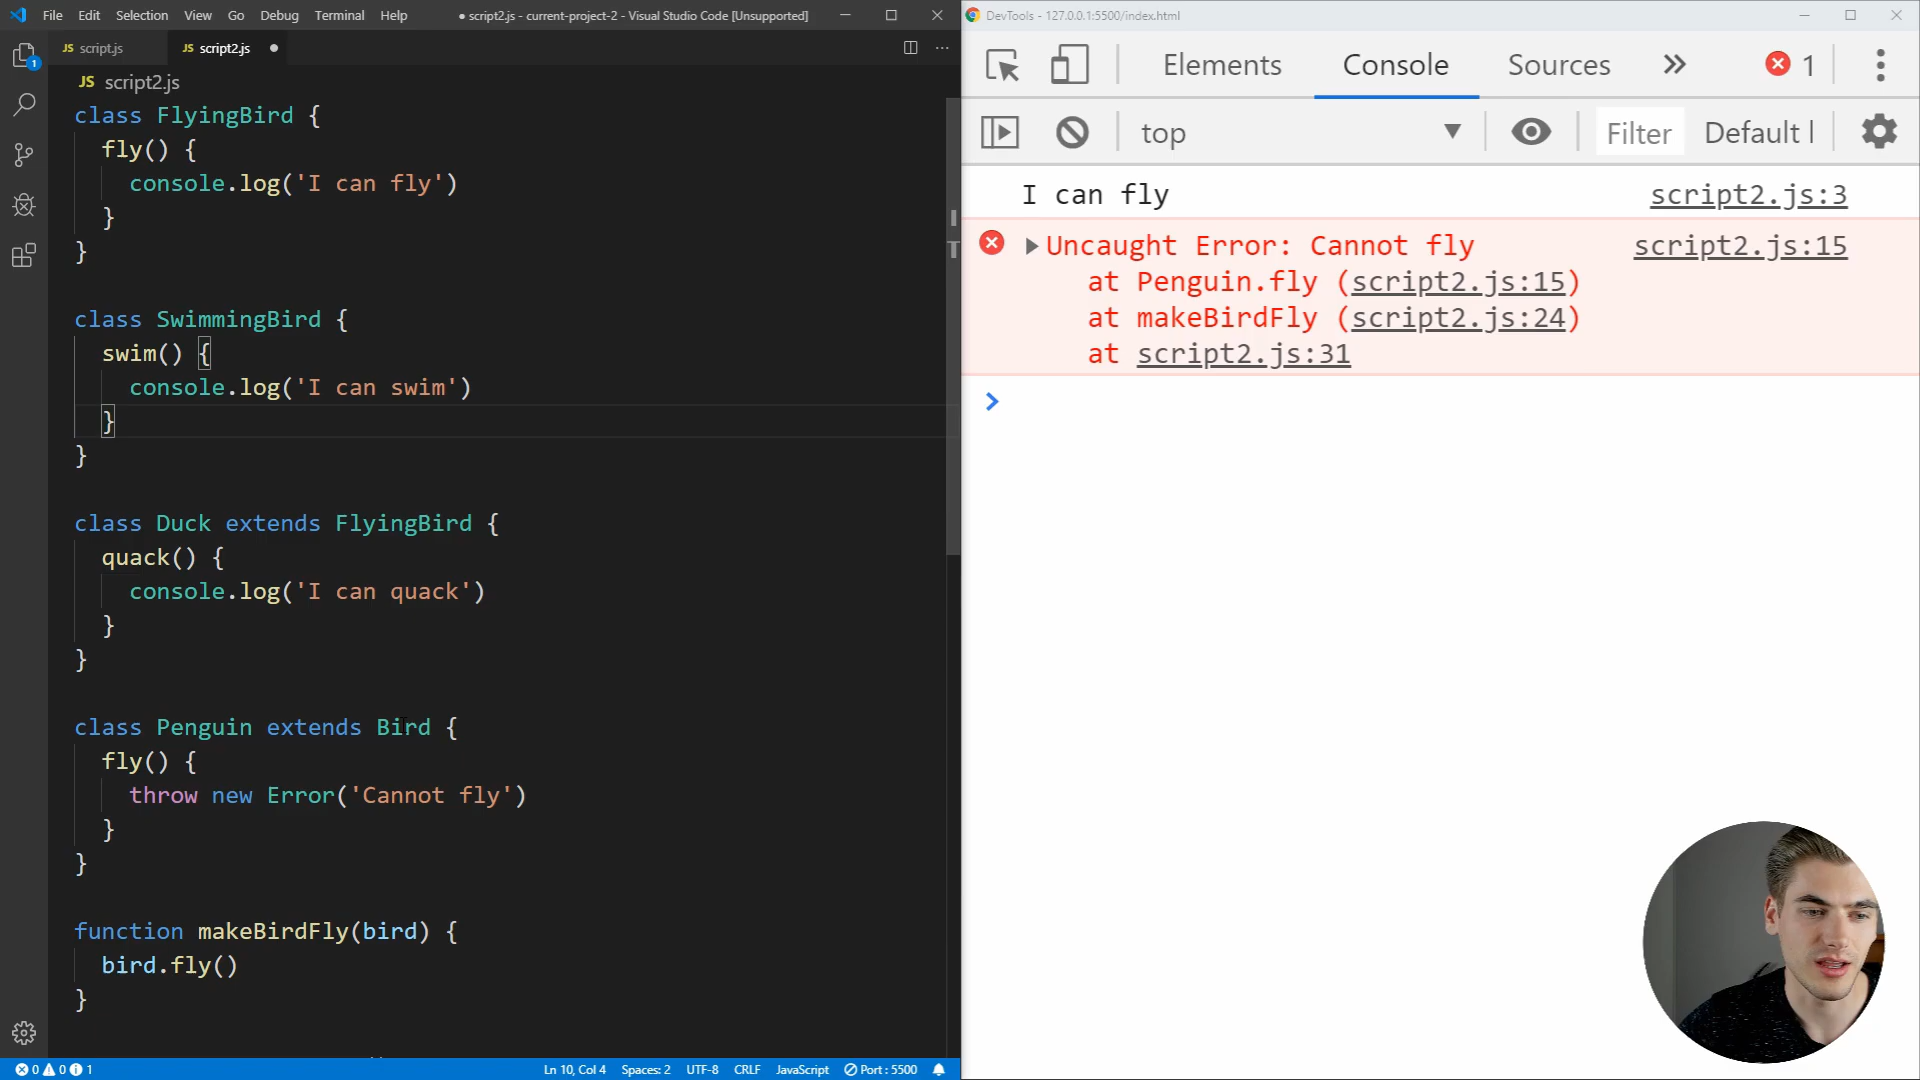 File Edit Selection View Go Debug Terminal Help
● script2.js - current-project-2 - Visual Studio Code [Unsupported]
JS script.js
JS script2.js
JS script2.js
class FlyingBird {
fly() {
console.log('I can fly')
}
}
class SwimmingBird {
swim() {
console.log('I can swim')
}
}
class Duck extends FlyingBird {
quack() {
console.log('I can quack')
}
}
class Penguin extends Bird {
fly() {
throw new Error('Cannot fly')
}
}
function makeBirdFly(bird) {
bird.fly()
}
1
0 0 1
Ln 10, Col 4 Spaces: 2 UTF-8 CRLF JavaScript Port : 5500
DevTools - 127.0.0.1:5500/index.html
Elements Console Sources » 1
top Filter Default l
I can fly script2.js:3
Uncaught Error: Cannot fly script2.js:15
at Penguin.fly (script2.js:15)
at makeBirdFly (script2.js:24)
at script2.js:31